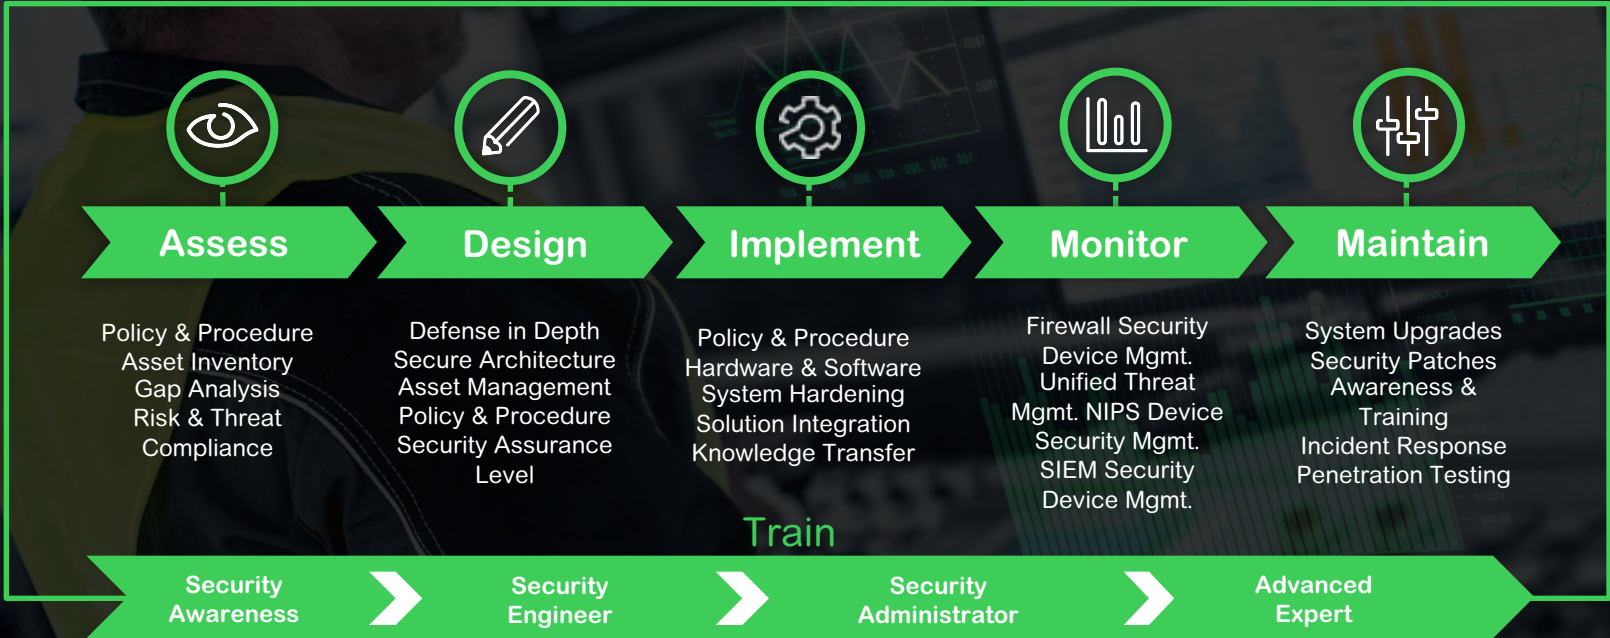 Assess
Design
Implement
Monitor
Maintain
Policy & Procedure
Asset Inventory
Gap Analysis
Risk & Threat
Compliance
Defense in Depth
Secure Architecture
Asset Management
Policy & Procedure
Security Assurance
Level
Policy & Procedure
Hardware & Software
System Hardening
Solution Integration
Knowledge Transfer
Firewall Security
Device Mgmt.
Unified Threat
Mgmt. NIPS Device
Security Mgmt.
SIEM Security
Device Mgmt.
System Upgrades
Security Patches
Awareness &
Training
Incident Response
Penetration Testing
Train
Security
Awareness
Security
Engineer
Security
Administrator
Advanced
Expert